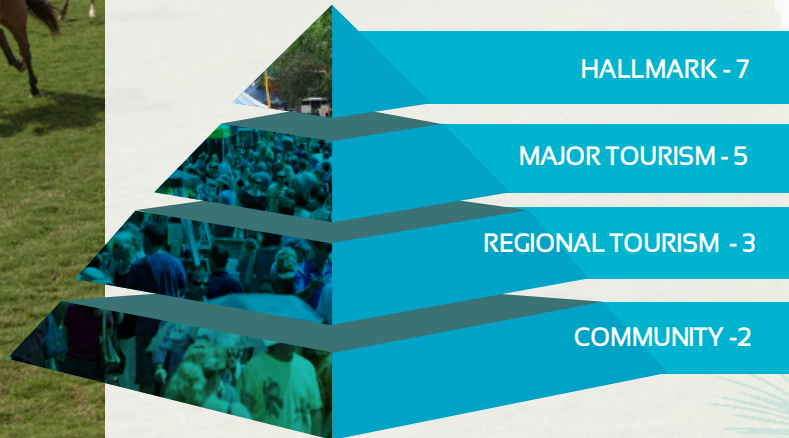 HALLMARK - 7
MAJOR TOURISM - 5
REGIONAL TOURISM - 3
COMMUNITY -2